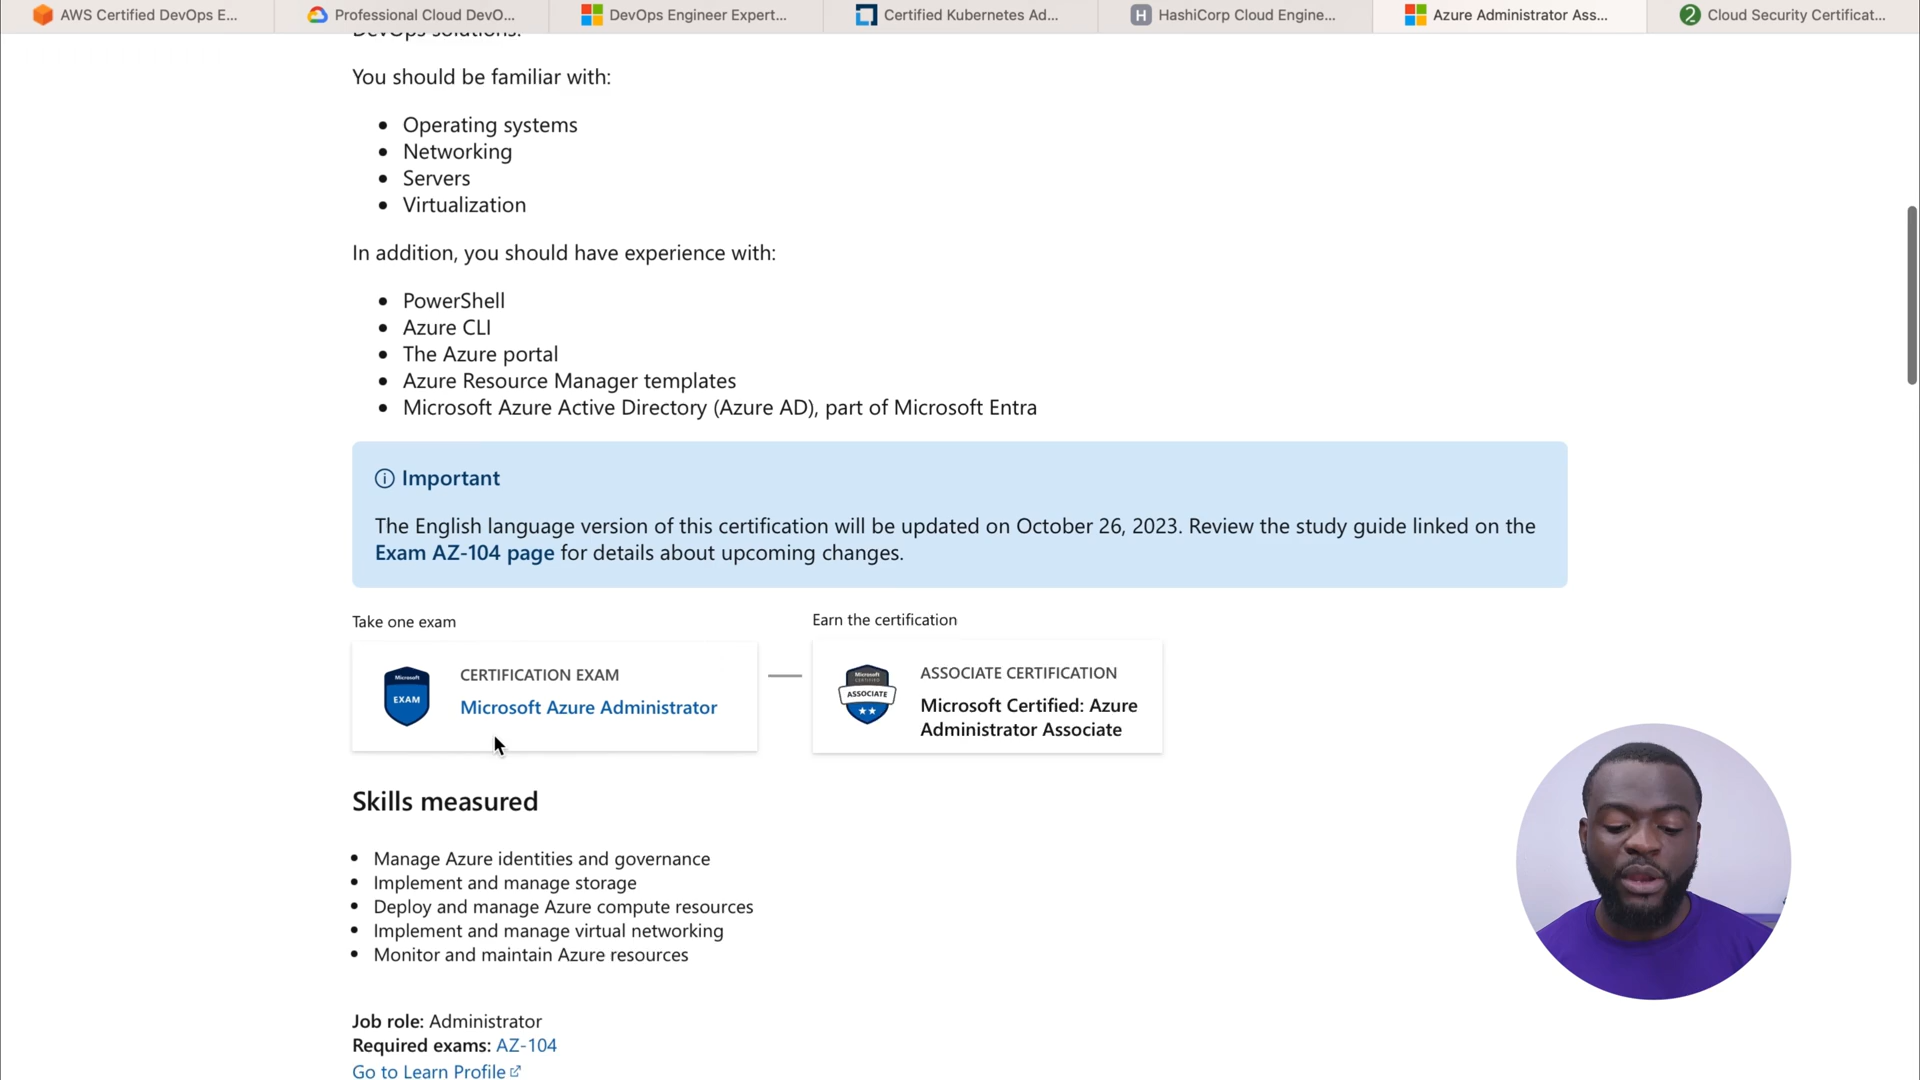 AWS Certified DevOps E...
Professional Cloud DevO...
DevOps Engineer Expert...
Certified Kubernetes Ad...
H
HashiCorp Cloud Engine...
Azure Administrator Ass...
2
Cloud Security Certificat...
DevOps solutions.
You should be familiar with:
• Operating systems
• Networking
• Servers
• Virtualization
In addition, you should have experience with:
• PowerShell
• Azure CLI
• The Azure portal
• Azure Resource Manager templates
• Microsoft Azure Active Directory (Azure AD), part of Microsoft Entra
Important
The English language version of this certification will be updated on October 26, 2023. Review the study guide linked on the
Exam AZ-104 page for details about upcoming changes.
Take one exam
Microsoft
EXAM
CERTIFICATION EXAM
Microsoft Azure Administrator
Earn the certification
Microsoft
CERTIFIED
ASSOCIATE
ASSOCIATE CERTIFICATION
Microsoft Certified: Azure
Administrator Associate
Skills measured
• Manage Azure identities and governance
• Implement and manage storage
• Deploy and manage Azure compute resources
• Implement and manage virtual networking
• Monitor and maintain Azure resources
Job role: Administrator
Required exams: AZ-104
Go to Learn Profile